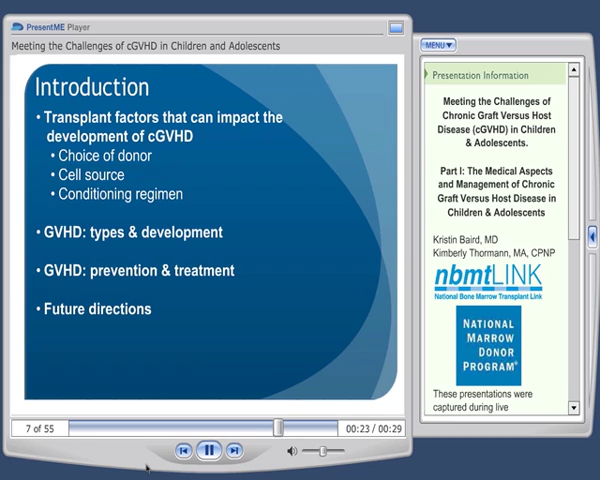 PresentME Player
Meeting the Challenges of cGVHD in Children and Adolescents
Introduction
• Transplant factors that can impact the
development of cGVHD
• Choice of donor
• Cell source
• Conditioning regimen
• GVHD: types & development
• GVHD: prevention & treatment
• Future directions
7 of 55
00:23 / 00:29
MENU
Presentation Information
Meeting the Challenges of
Chronic Graft Versus Host
Disease (cGVHD) in Children
& Adolescents.
Part I: The Medical Aspects
and Management of Chronic
Graft Versus Host Disease in
Children & Adolescents
Kristin Baird, MD
Kimberly Thormann, MA, CPNP
nbmtLINK
National Bone Marrow Transplant Link
NATIONAL
MARROW
DONOR
PROGRAM®
These presentations were
captured during live